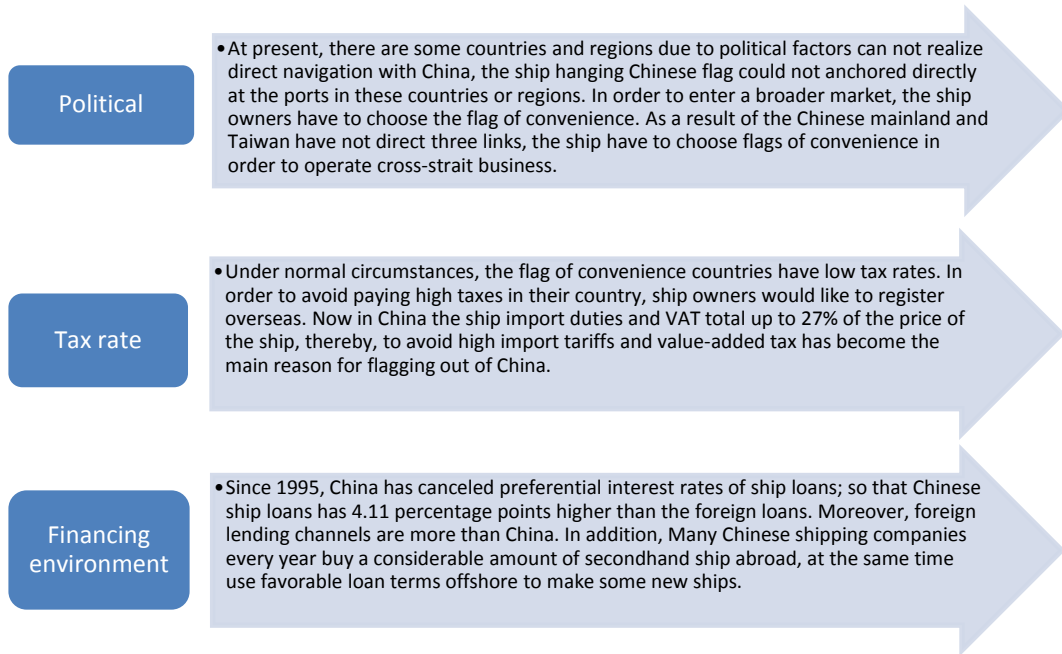 Political
•At present, there are some countries and regions due to political factors can not realize
direct navigation with China, the ship hanging Chinese flag could not anchored directly
at the ports in these countries or regions. In order to enter a broader market, the ship
owners have to choose the flag of convenience. As a result of the Chinese mainland and
Taiwan have not direct three links, the ship have to choose flags of convenience in
order to operate cross-strait business.
Tax rate
•Under normal circumstances, the flag of convenience countries have low tax rates. In
order to avoid paying high taxes in their country, ship owners would like to register
overseas. Now in China the ship import duties and VAT total up to 27% of the price of
the ship, thereby, to avoid high import tariffs and value-added tax has become the
main reason for flagging out of China.
Financing
environment
•Since 1995, China has canceled preferential interest rates of ship loans; so that Chinese
ship loans has 4.11 percentage points higher than the foreign loans. Moreover, foreign
lending channels are more than China. In addition, Many Chinese shipping companies
every year buy a considerable amount of secondhand ship abroad, at the same time
use favorable loan terms offshore to make some new ships.